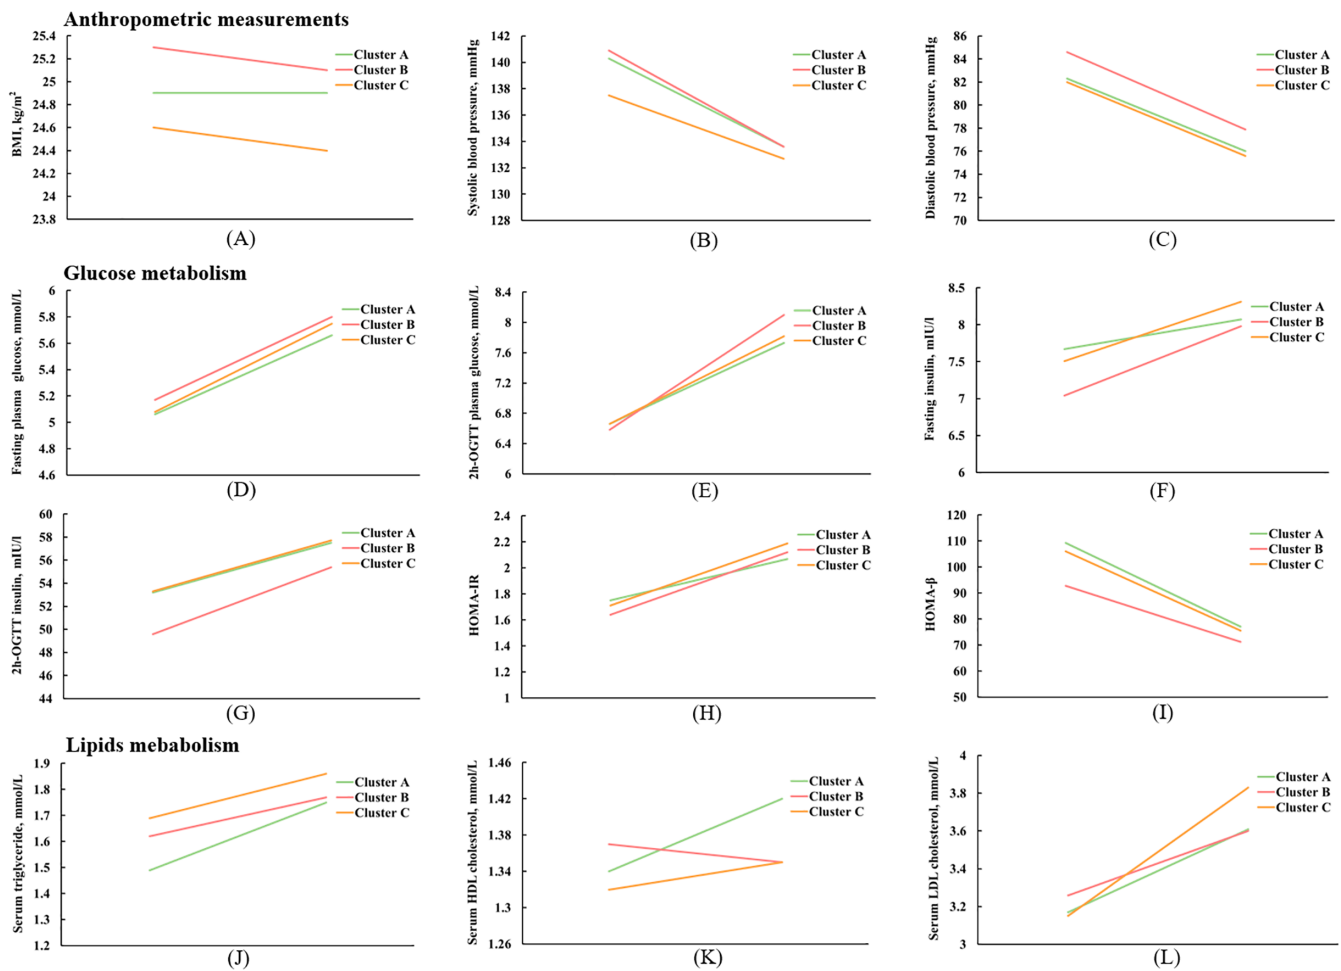 Anthropometric measurements
BMI, kg/m²
25.4
25.2
25
24.8
24.6
24.4
24.2
24
23.8
Cluster A
Cluster B
Cluster C
(A)
Systolic blood pressure, mmHg
142
140
138
136
134
132
130
128
Cluster A
Cluster B
Cluster C
(B)
Diastolic blood pressure, mmHg
86
84
82
80
78
76
74
72
70
Cluster A
Cluster B
Cluster C
(C)
Glucose metabolism
Fasting plasma glucose, mmol/L
6
5.8
5.6
5.4
5.2
5
4.8
4.6
Cluster A
Cluster B
Cluster C
(D)
2h-OGTT plasma glucose, mmol/L
8.4
8
7.6
7.2
6.8
6.4
6
Cluster A
Cluster B
Cluster C
(E)
Fasting insulin, mIU/l
8.5
8
7.5
7
6.5
6
Cluster A
Cluster B
Cluster C
(F)
2h-OGTT insulin, mIU/l
60
58
56
54
52
50
48
46
44
Cluster A
Cluster B
Cluster C
(G)
HOMA-IR
2.4
2.2
2
1.8
1.6
1.4
1.2
1
Cluster A
Cluster B
Cluster C
(H)
HOMA-β
120
110
100
90
80
70
60
50
Cluster A
Cluster B
Cluster C
(I)
Lipids mebabolism
Serum triglyceride, mmol/L
1.9
1.8
1.7
1.6
1.5
1.4
1.3
1.2
Cluster A
Cluster B
Cluster C
(J)
Serum HDL cholesterol, mmol/L
1.46
1.42
1.38
1.34
1.3
1.26
Cluster A
Cluster B
Cluster C
(K)
Serum LDL cholesterol, mmol/L
4
3.8
3.6
3.4
3.2
3
Cluster A
Cluster B
Cluster C
(L)